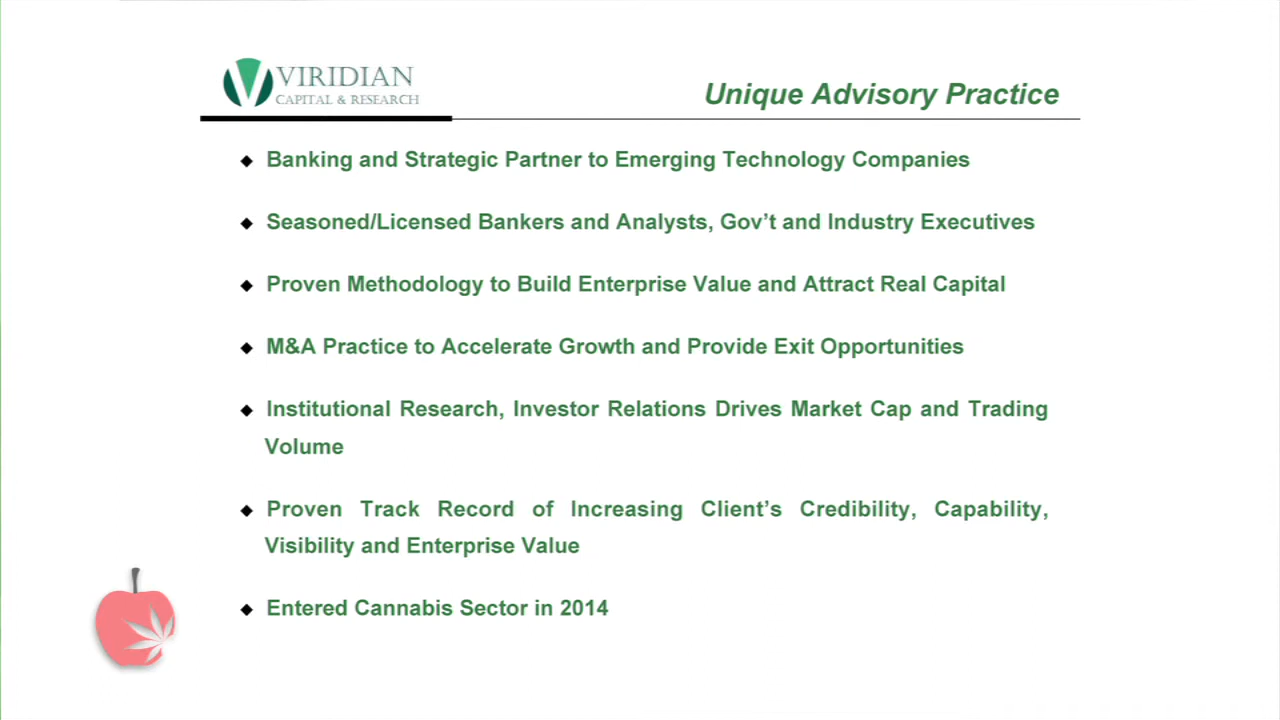 VIRIDIAN
CAPITAL & RESEARCH
Unique Advisory Practice
Banking and Strategic Partner to Emerging Technology Companies
Seasoned/Licensed Bankers and Analysts, Gov’t and Industry Executives
Proven Methodology to Build Enterprise Value and Attract Real Capital
M&A Practice to Accelerate Growth and Provide Exit Opportunities
Institutional Research, Investor Relations Drives Market Cap and Trading
Volume
Proven Track Record of Increasing Client’s Credibility, Capability,
Visibility and Enterprise Value
Entered Cannabis Sector in 2014